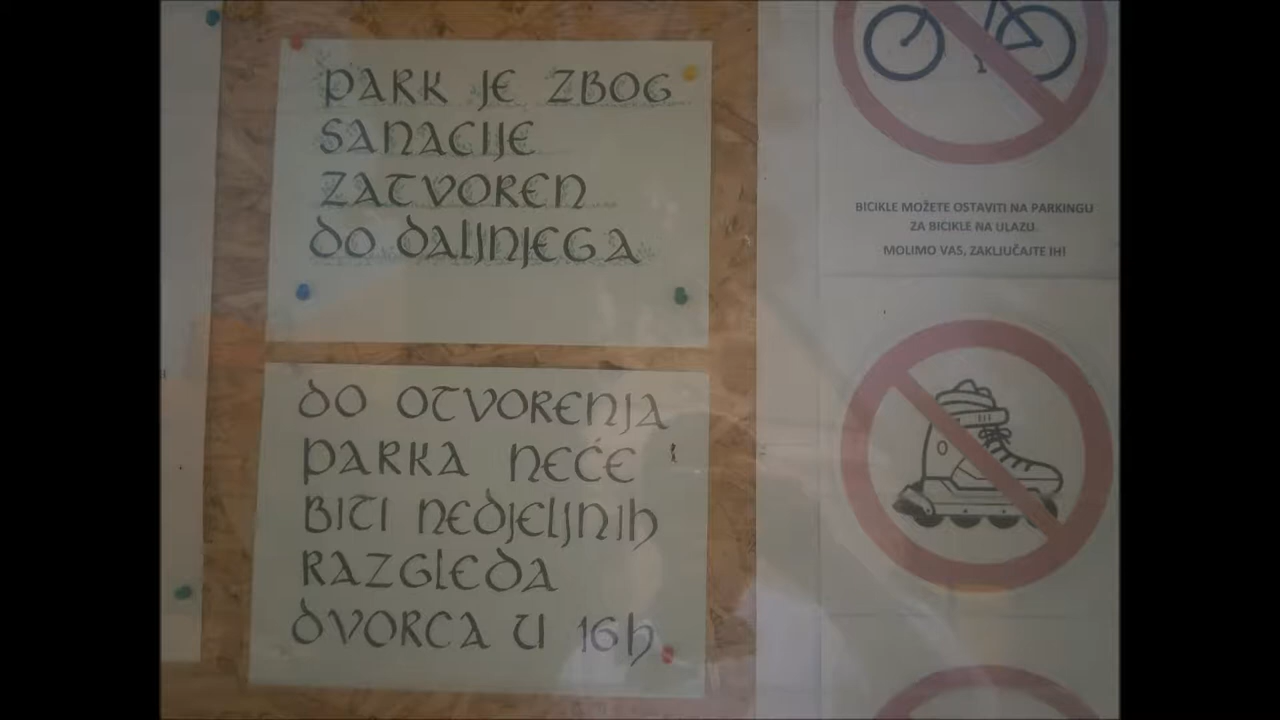 PARK JE ZBOG
SANACIJE
ZATVOREN
DO DALJNJEGA
DO OTVORENJA
PARKA NEĆE
BITI NEDJELJNIH
RAZGLEDA
DVORCA U 16h
BICIKLE MOŽETE OSTAVITI NA PARKINGU
ZA BICIKLE NA ULAZU.
MOLIMO VAS, ZAKLJUČAJTE IH!